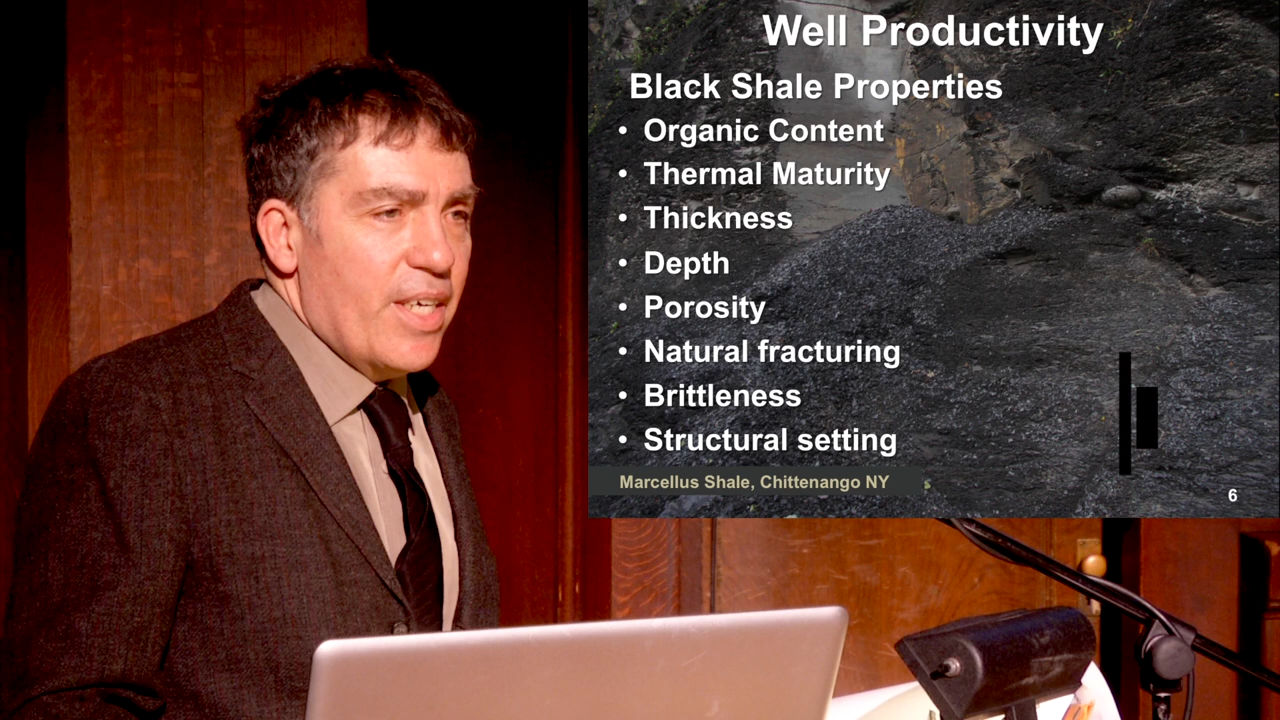 Well Productivity
Black Shale Properties
• Organic Content
• Thermal Maturity
• Thickness
• Depth
• Porosity
• Natural fracturing
• Brittleness
• Structural setting
Marcellus Shale, Chittenango NY
6